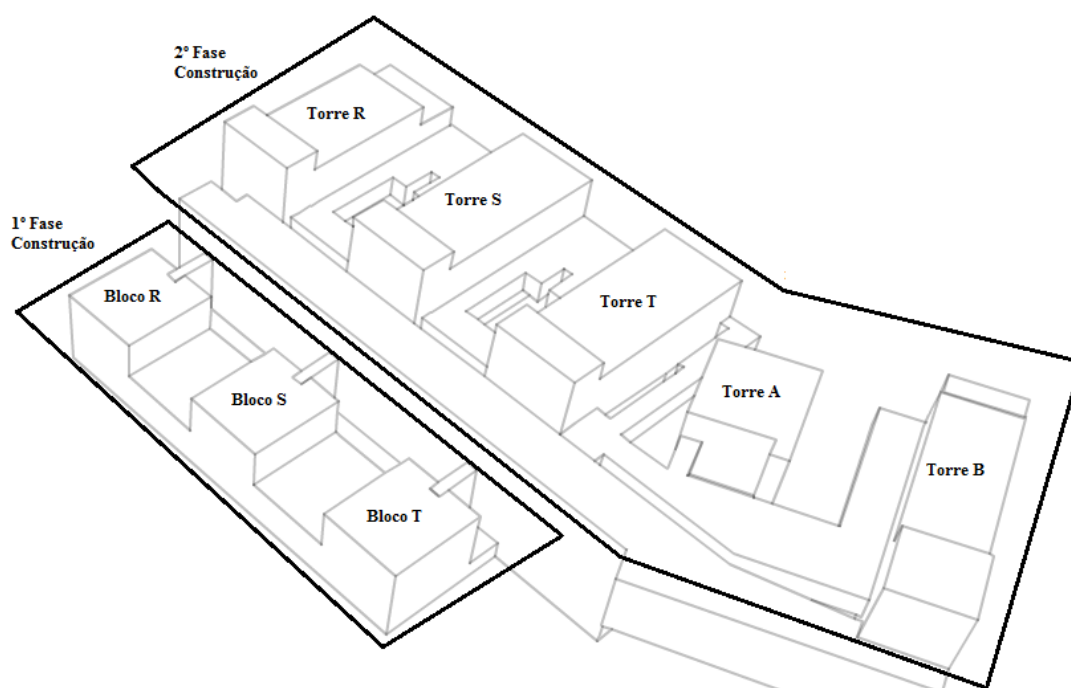 2º Fase
Construção
Torre R
Torre S
1º Fase
Construção
Bloco R
Torre T
Bloco S
Torre A
Torre B
Bloco T